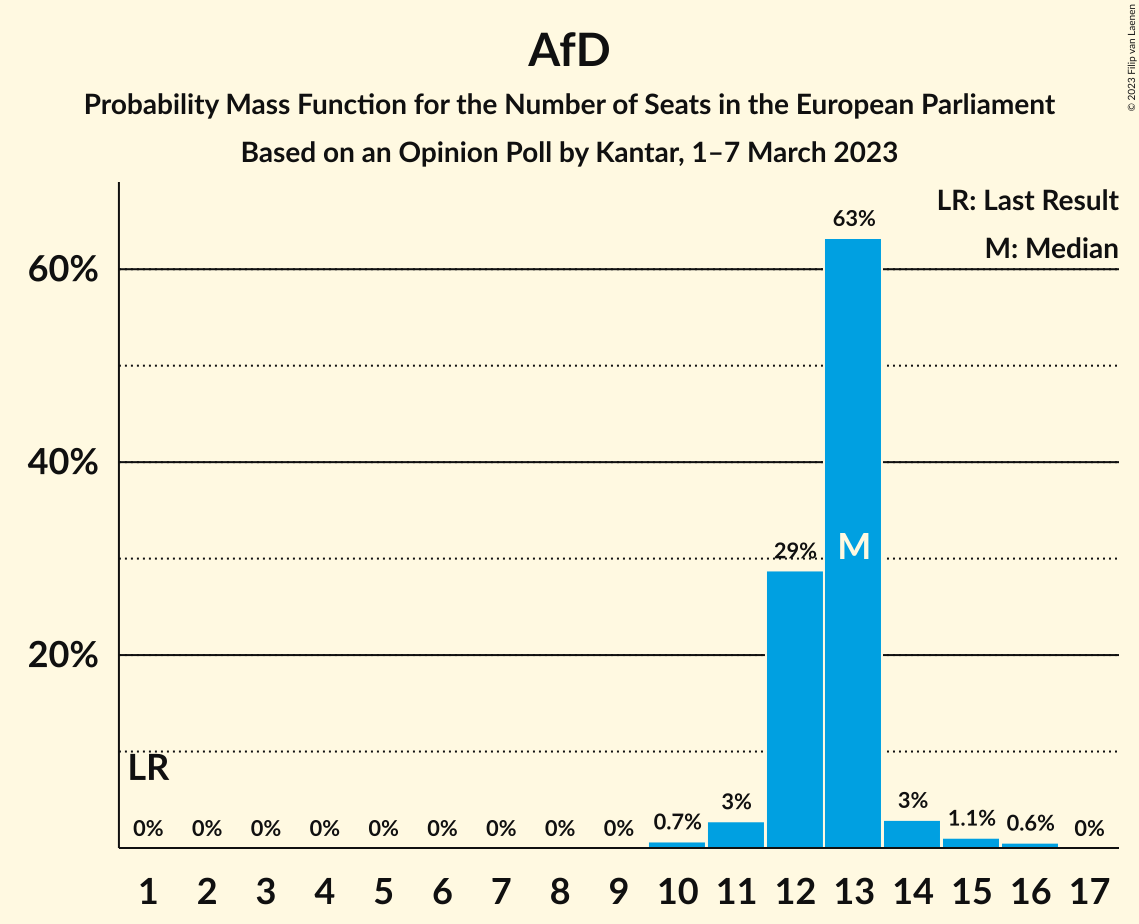 © 2023 Filip van Laenen
AfD
Probability Mass Function for the Number of Seats in the European Parliament
Based on an Opinion Poll by Kantar, 1–7 March 2023
LR: Last Result
M: Median
63%
60%
40%
29%
M
20%
LR
0% 0% 0% 0% 0% 0% 0% 0% 0% 0.7% 3% 3% 1.1% 0.6% 0%
1 2 3 4 5 6 7 8 9 10 11 12 13 14 15 16 17